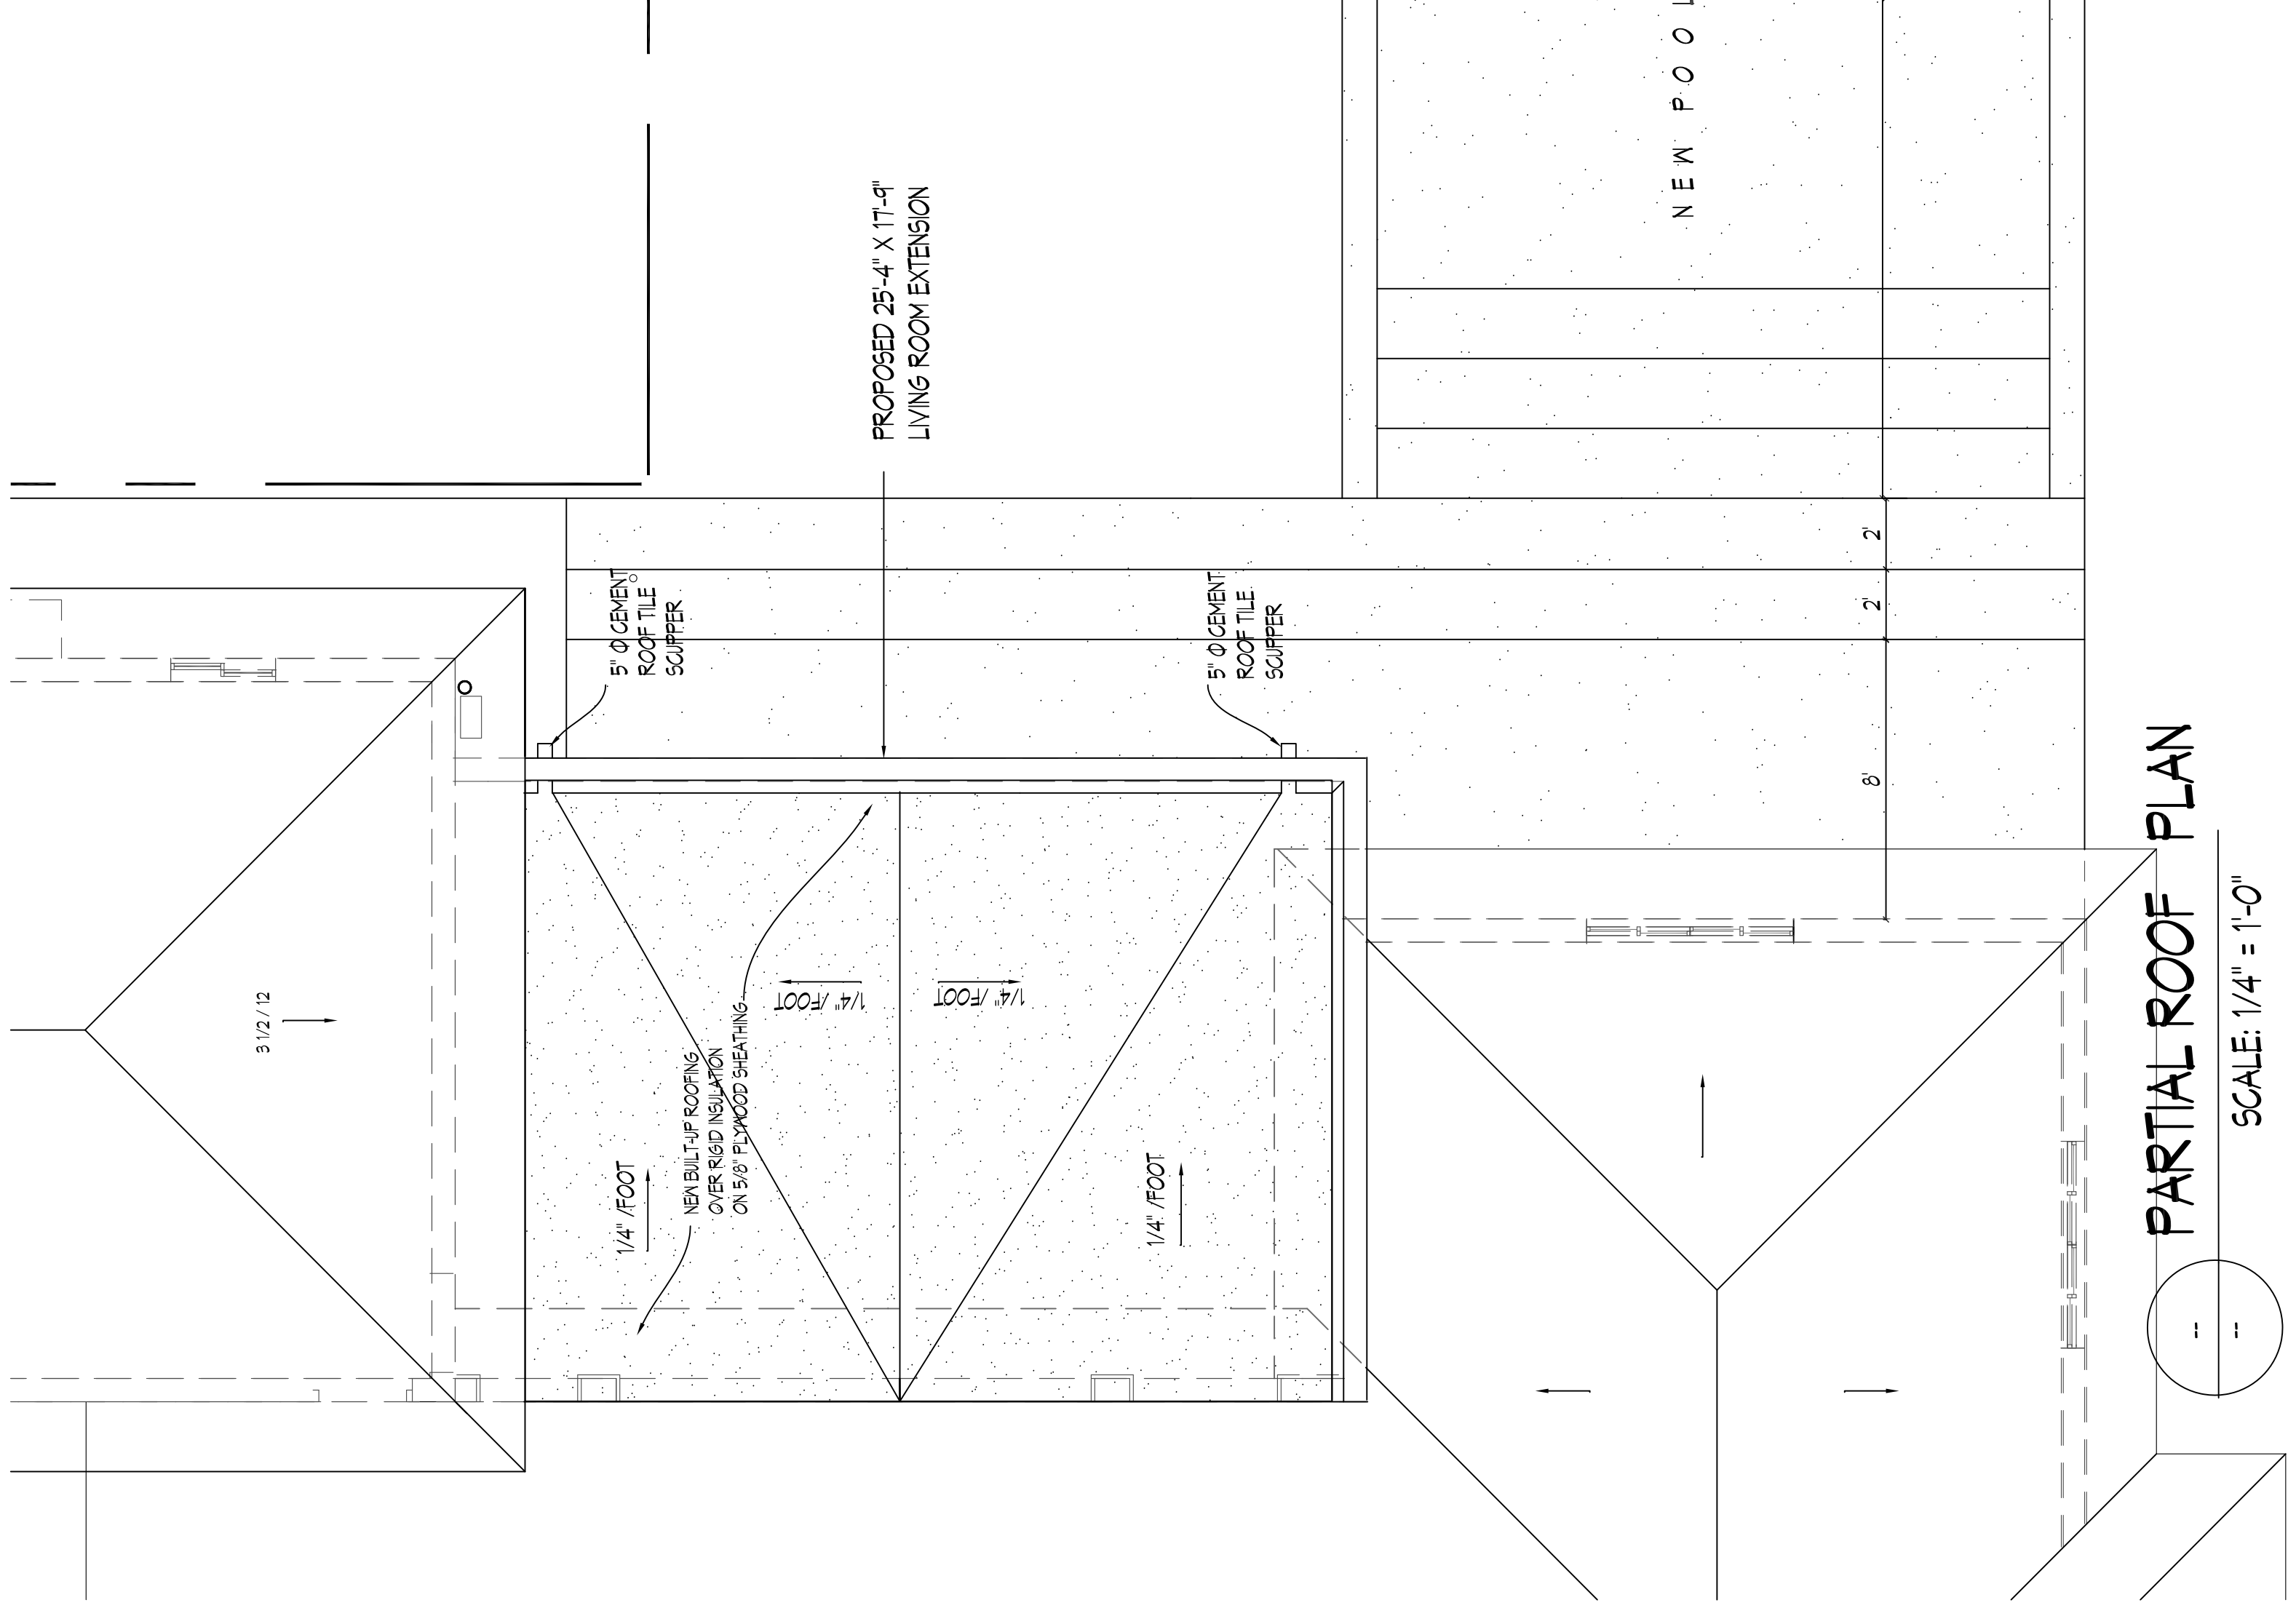 NEW POOL
PROPOSED 25'-4" X 17'-9"
LIVING ROOM EXTENSION
5" Φ CEMENT
ROOF TILE
SCUPPER
5" Φ CEMENT
ROOF TILE
SCUPPER
2'
2'
8'
3 1/2 / 12
1/4" /FOOT
1/4" /FOOT
NEW BUILT-UP ROOFING
OVER RIGID INSULATION
ON 5/8" PLYWOOD SHEATHING
1/4" /FOOT
1/4" /FOOT
PARTIAL ROOF PLAN
SCALE: 1/4" = 1'-0"
--
--